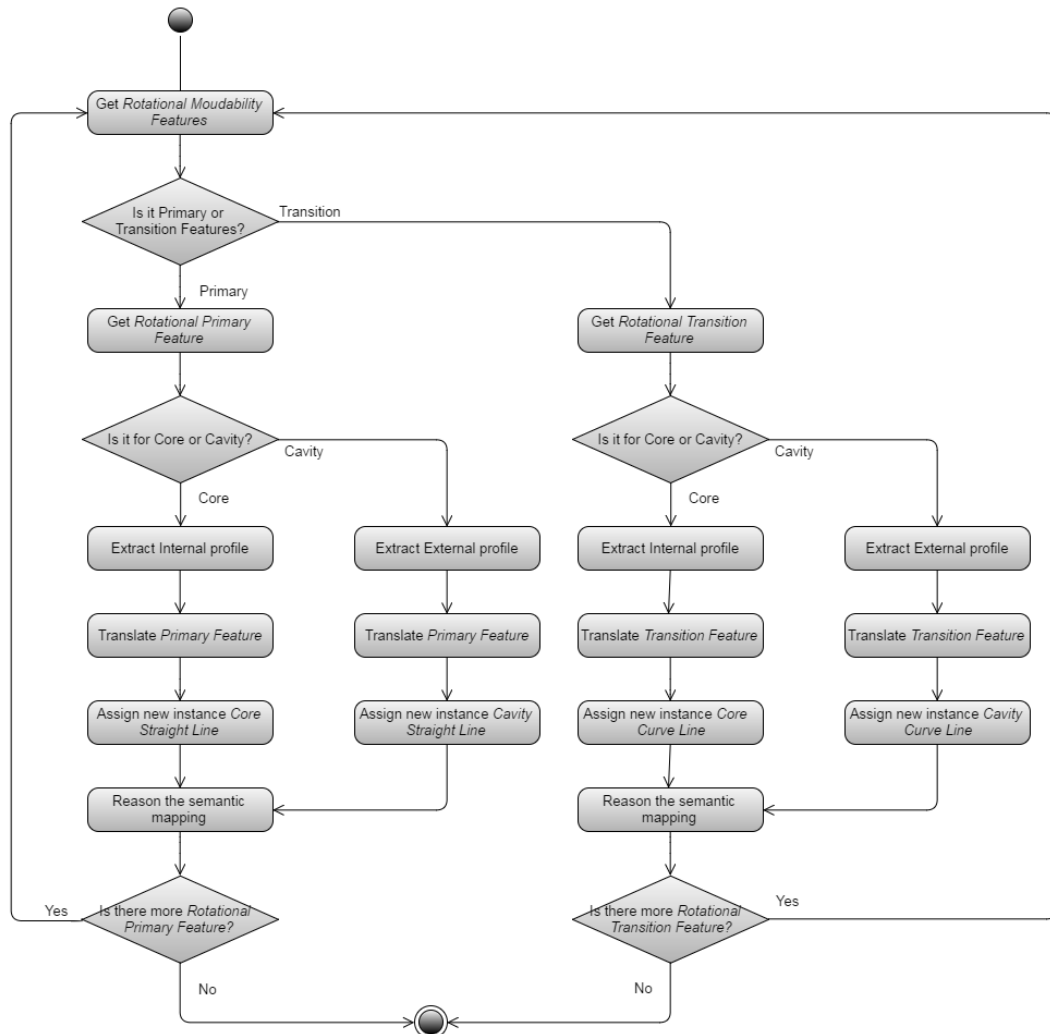 Get Rotational Moudability
Features
Is it Primary or
Transition Features?
Transition
Primary
Get Rotational Primary
Feature
Get Rotational Transition
Feature
Is it for Core or Cavity?
Cavity
Core
Is it for Core or Cavity?
Cavity
Core
Extract Internal profile
Extract External profile
Extract Internal profile
Extract External profile
Translate Primary Feature
Translate Primary Feature
Translate Transition Feature
Translate Transition Feature
Assign new instance Core
Straight Line
Assign new instance Cavity
Straight Line
Assign new instance Core
Curve Line
Assign new instance Cavity
Curve Line
Reason the semantic
mapping
Reason the semantic
mapping
Yes
Is there more Rotational
Primary Feature?
Is there more Rotational
Transition Feature?
Yes
No
No